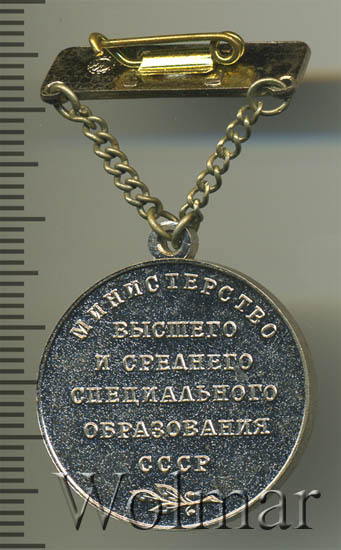 МИНИСТЕРСТВО
ВЫСШЕГО
И СРЕДНЕГО
СПЕЦИАЛЬНОГО
ОБРАЗОВАНИЯ
СССР
Wolmar